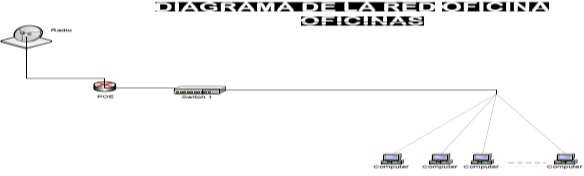 DIAGRAMA DE LA RED OFICINA
OFICINAS
Radio
POE
Switch 1
Computer Computer Computer Computer